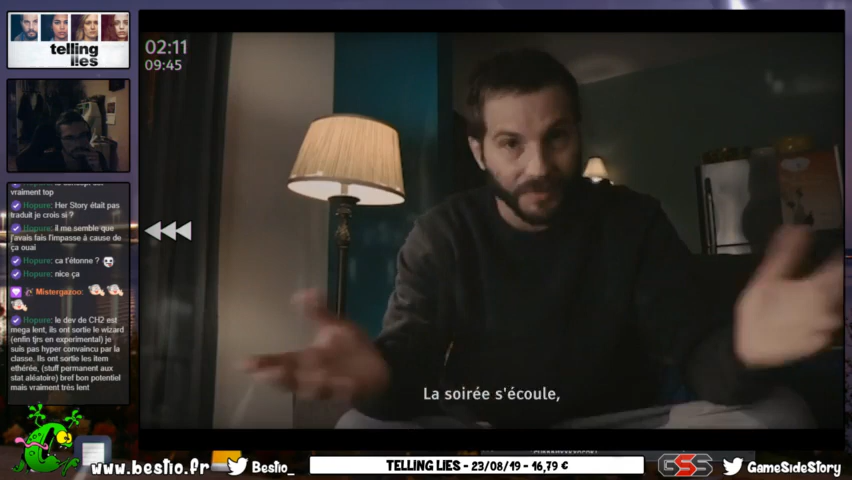 telling
lies
02:11
09:45
vraiment top
Hopure: Her Story était pas
traduit je crois si ?
Hopure: il me semble que
j'avais fais l'impasse à cause de
ça ouai
Hopure: ca t'étonne ?
Hopure: nice ça
Mistergazoo:
Hopure: le dev de CH2 est
mega lent, ils ont sortie le wizard
(enfin tjrs en experimental) je
suis pas hyper convaincu par la
classe. Ils ont sorties les item
ethérée, (stuff permanent aux
stat aléatoire) bref bon potentiel
mais vraiment très lent
La soirée s'écoule,
www.bestio.fr
Bestio_
TELLING LIES - 23/08/19 - 16,79 €
GSS
GameSideStory